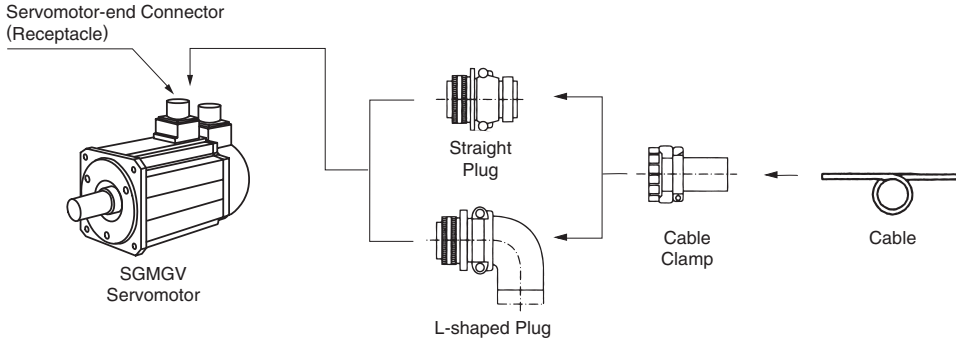 Servomotor-end Connector
(Receptacle)
SGMGV
Servomotor
Straight
Plug
L-shaped Plug
Cable
Clamp
Cable